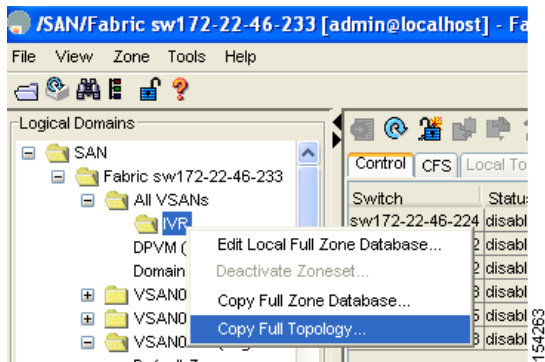 /SAN/Fabric sw172-22-46-233 [admin@localhost] - Fa
File View Zone Tools Help
Logical Domains
SAN
Fabric sw172-22-46-233
All VSANs
IVR
DPVM (
Domain
VSAN0
VSAN0
VSAN0
Edit Local Full Zone Database...
Deactivate Zoneset...
Copy Full Zone Database...
Copy Full Topology...
Control CFS Local To
Switch Statu
sw172-22-46-224 disabl
2 disabl
2 disabl
3 disabl
5 disabl
3 disabl
154263